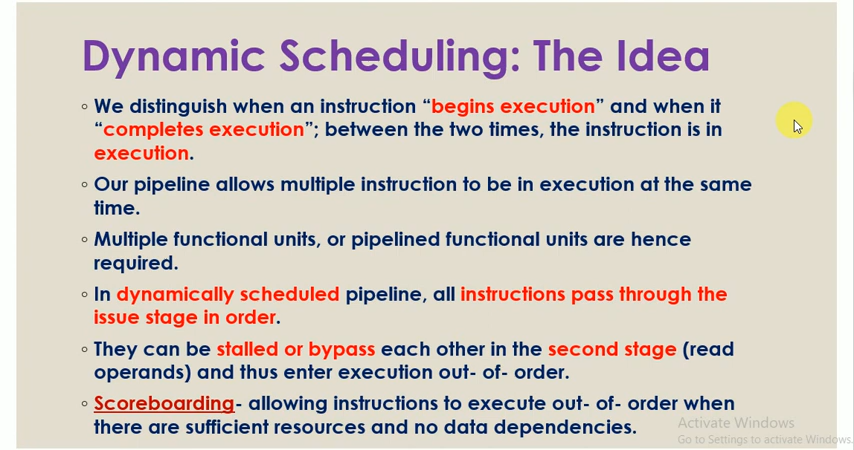 Dynamic Scheduling: The Idea
◦ We distinguish when an instruction “begins execution” and when it
“completes execution”; between the two times, the instruction is in
execution.
◦ Our pipeline allows multiple instruction to be in execution at the same
time.
◦ Multiple functional units, or pipelined functional units are hence
required.
◦ In dynamically scheduled pipeline, all instructions pass through the
issue stage in order.
◦ They can be stalled or bypass each other in the second stage (read
operands) and thus enter execution out- of- order.
◦ Scoreboarding- allowing instructions to execute out- of- order when
there are sufficient resources and no data dependencies.
Activate Windows
Go to Settings to activate Windows.